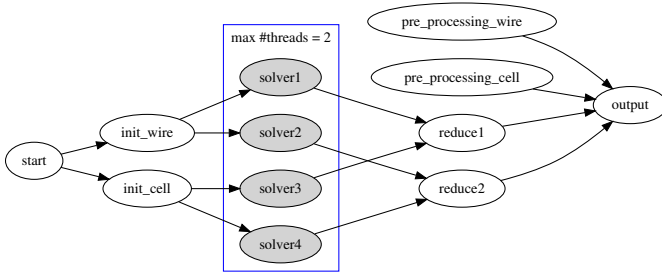 pre_processing_wire
max #threads = 2
solver1
pre_processing_cell
output
init_wire
solver2
reduce1
start
init_cell
solver3
reduce2
solver4